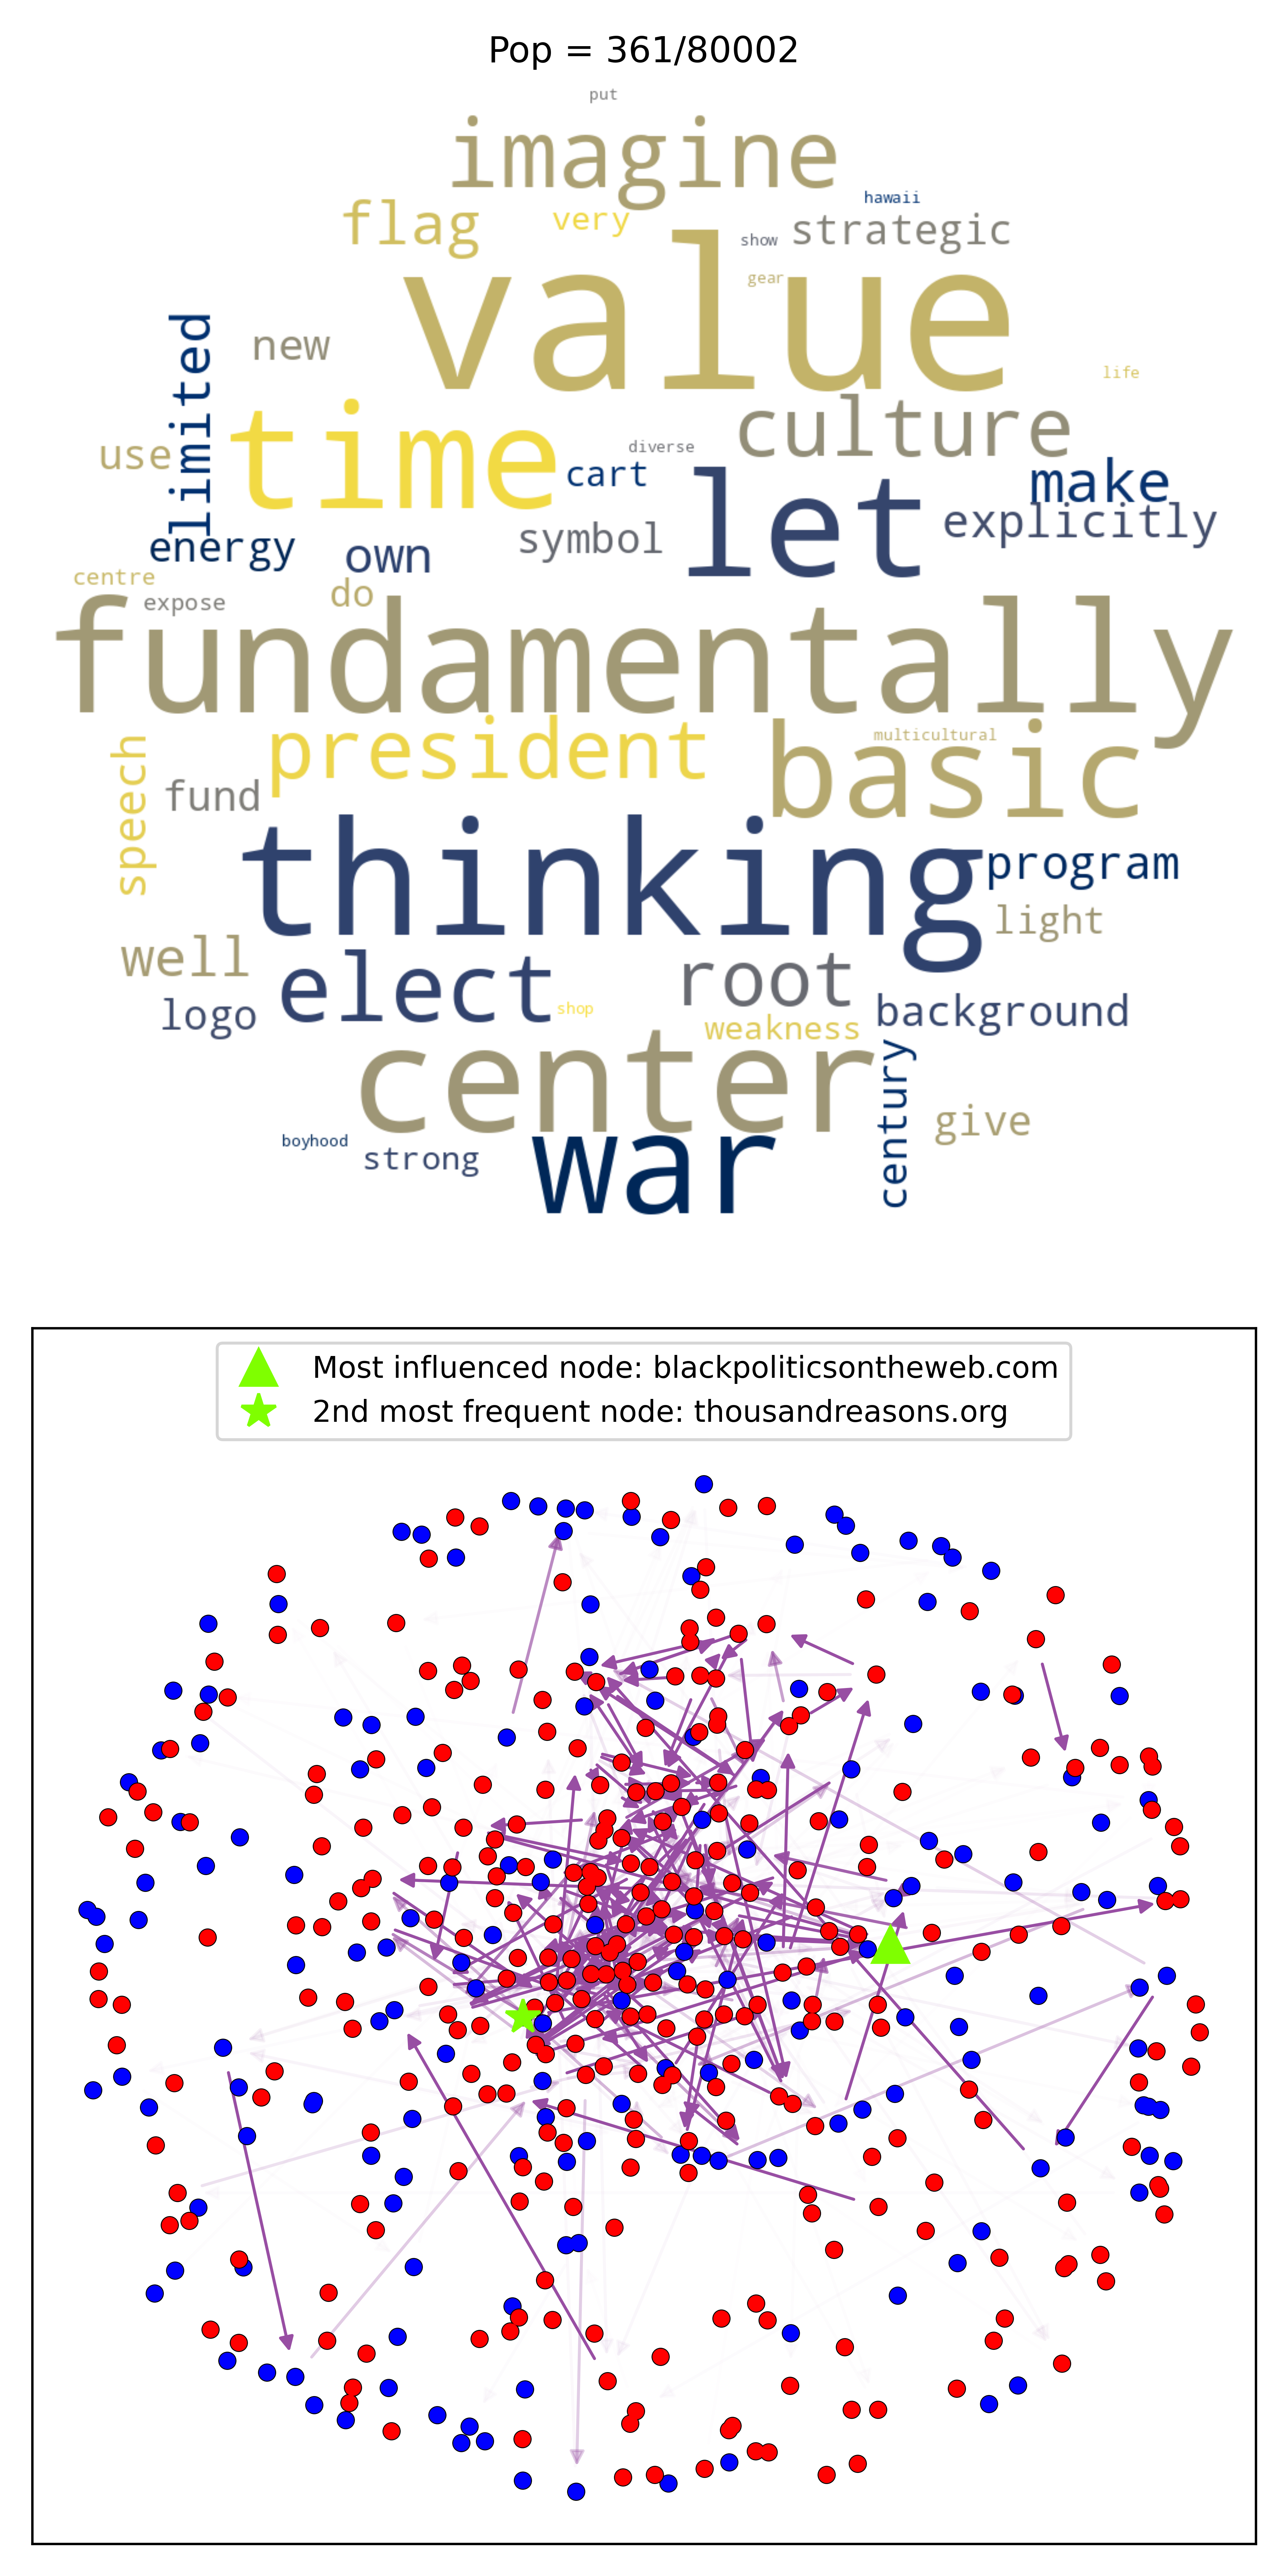 Pop = 361/80002
put
imagine
hawaii
flag very show strategic
value
gear
limited
new
life
time
culture
use
diverse
cart
let
make
explicitly
symbol
energy own
centre
expose
do
fundamentally
president
multicultural
basic
speech
fund
thinking
program
light
well
elect
root
logo
shop
background
weakness
center
century
give
boyhood
strong
war
Most influenced node: blackpoliticsontheweb.com
2nd most frequent node: thousandreasons.org